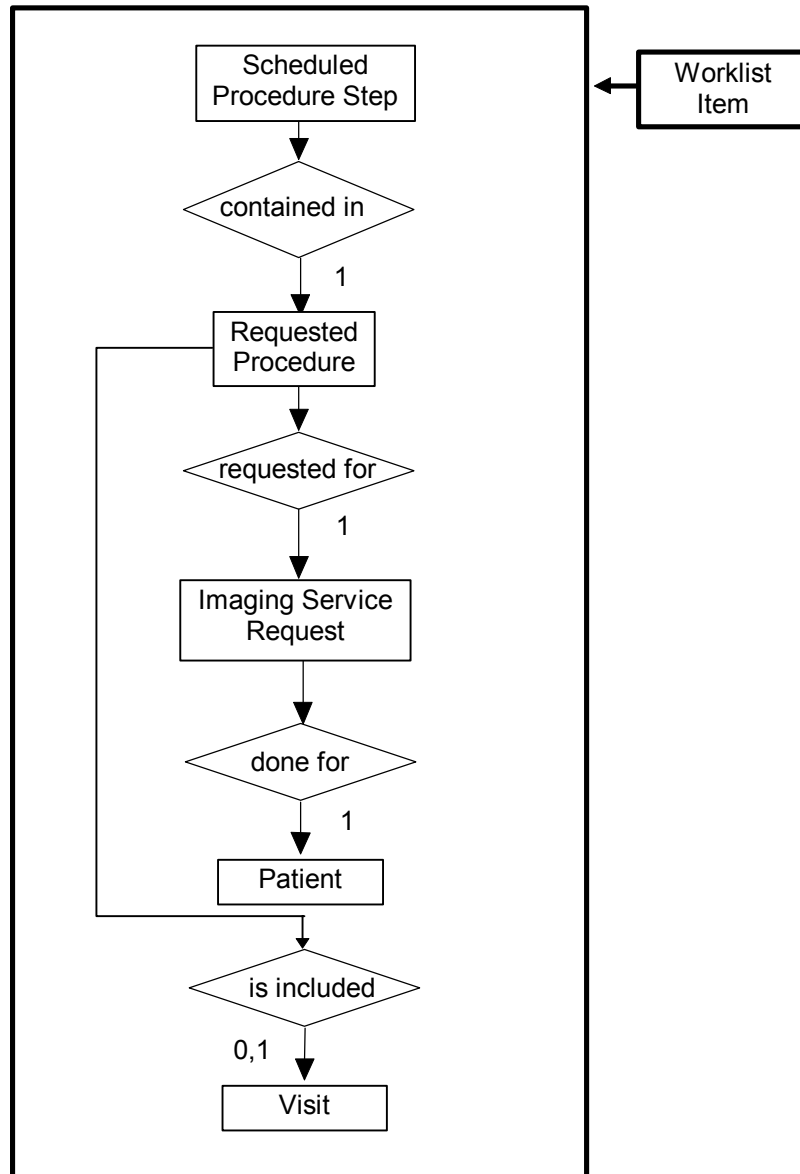 Scheduled
Procedure Step
Worklist
Item
contained in
1
Requested
Procedure
requested for
1
Imaging Service
Request
done for
1
Patient
is included
0,1
Visit